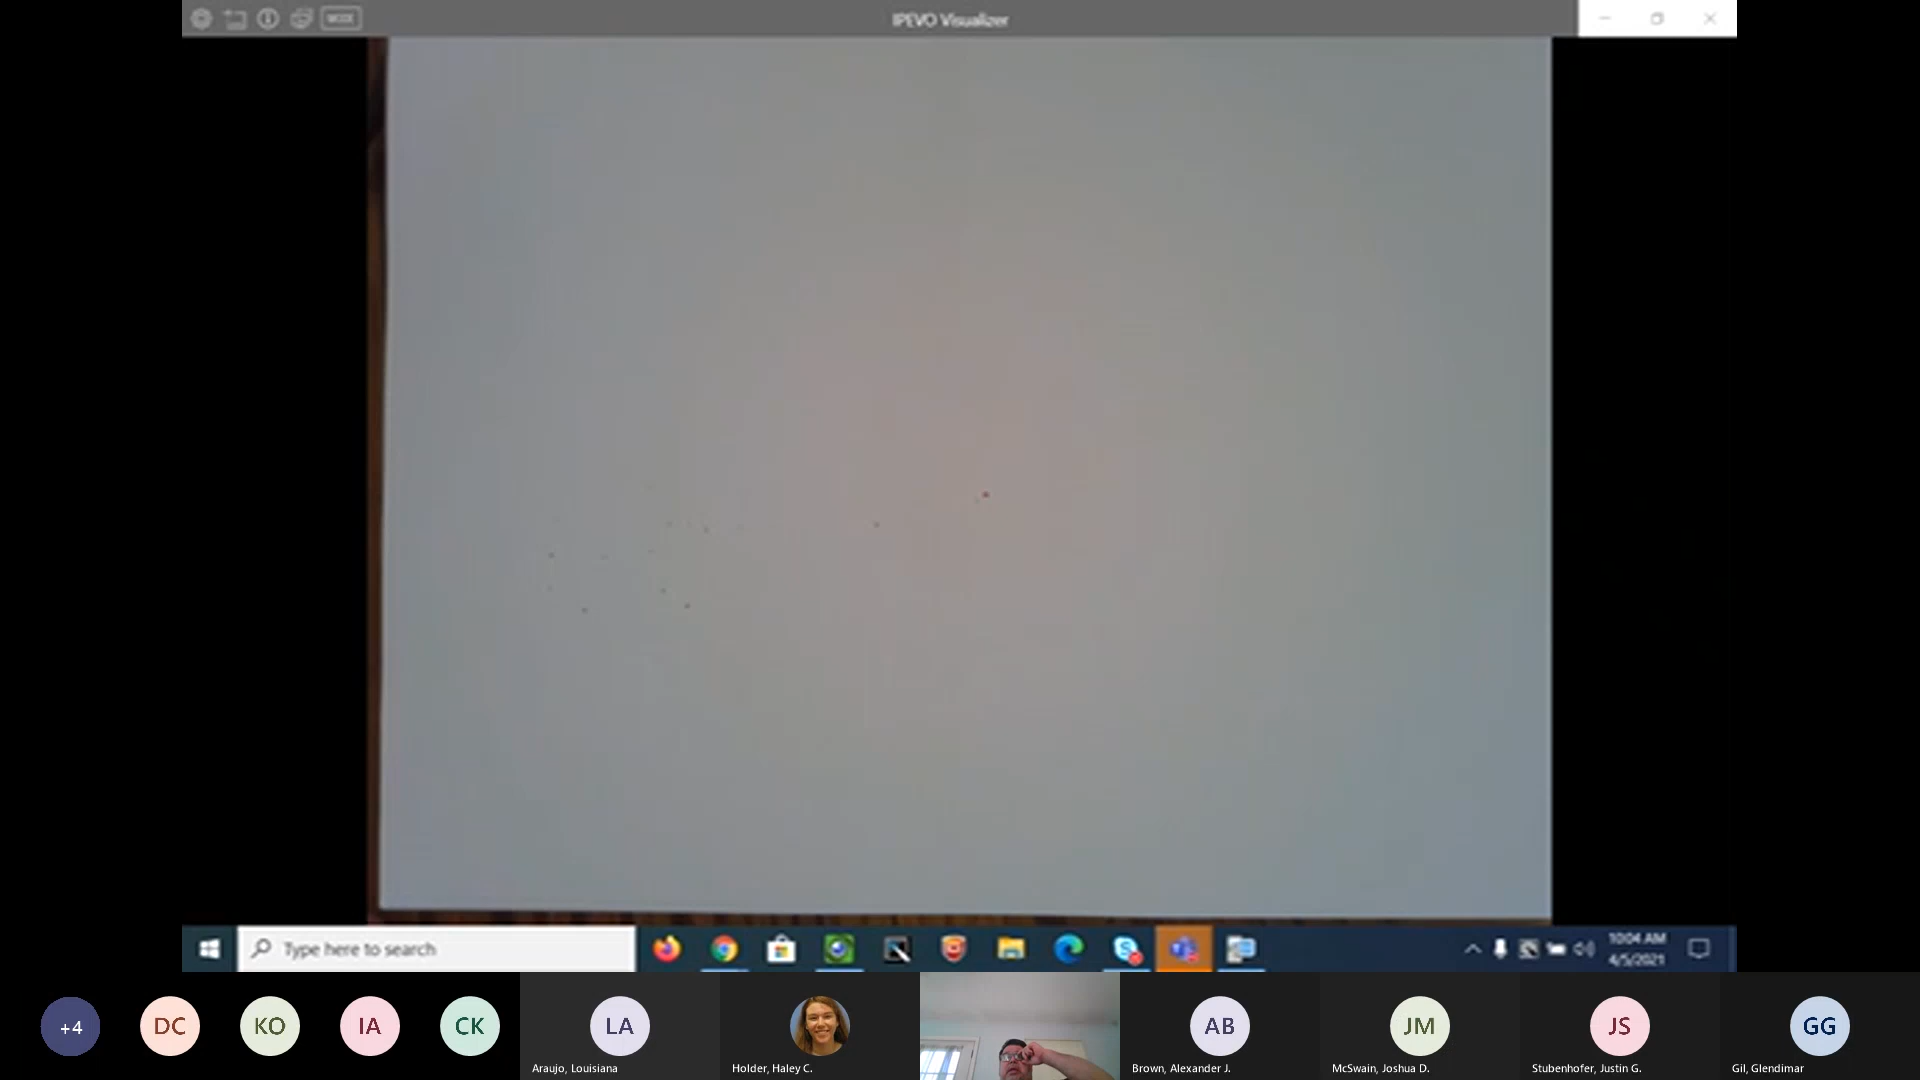 MODE
IPEVO Visualizer
Type here to search
10:04 AM
4/5/2021
+4
DC
KO
IA
CK
LA
AB
JM
JS
GG
Araujo, Louisiana
Holder, Haley C.
Brown, Alexander J.
McSwain, Joshua D.
Stubenhofer, Justin G.
Gil, Glendimar